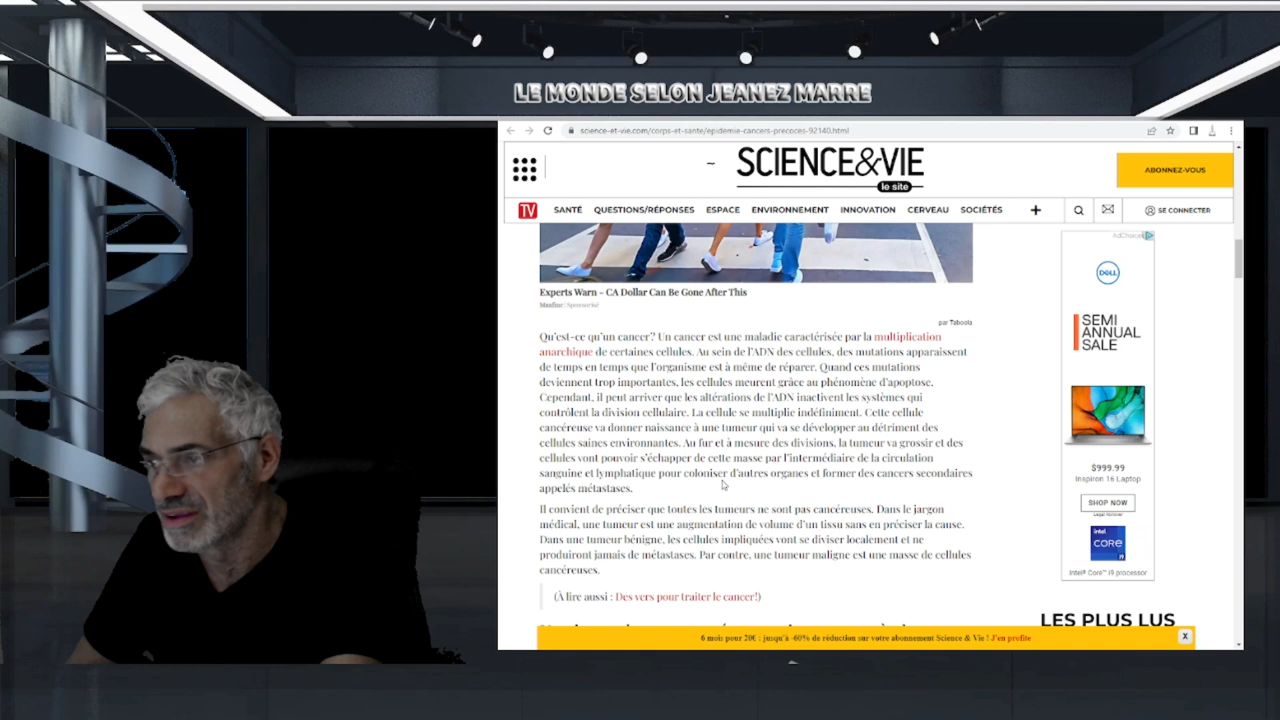 LE MONDE SELON JEANEZ MARRE
science-et-vie.com/corps-et-sante/epidemie-cancers-precoces-92140.html
SCIENCE&VIE
le site
ABONNEZ-VOUS
TV SANTÉ QUESTIONS/RÉPONSES ESPACE ENVIRONNEMENT INNOVATION CERVEAU SOCIÉTÉS + SE CONNECTER
AdChoices
Experts Warn - CA Dollar Can Be Gone After This
Sponsorisé
par Taboola
Qu'est-ce qu'un cancer? Un cancer est une maladie caractérisée par la multiplication
anarchique de certaines cellules. Au sein de l'ADN des cellules, des mutations apparaissent
de temps en temps que l'organisme est à même de réparer. Quand ces mutations
deviennent trop importantes, les cellules meurent grâce au phénomène d'apoptose.
Cependant, il peut arriver que les altérations de l'ADN inactivent les systèmes qui
contrôlent la division cellulaire. La cellule se multiplie indéfiniment. Cette cellule
cancéreuse va donner naissance à une tumeur qui va se développer au détriment des
cellules saines environnantes. Au fur et à mesure des divisions, la tumeur va grossir et des
cellules vont pouvoir s'échapper de cette masse par l'intermédiaire de la circulation
sanguine et lymphatique pour coloniser d'autres organes et former des cancers secondaires
appelés métastases.
Il convient de préciser que toutes les tumeurs ne sont pas cancéreuses. Dans le jargon
médical, une tumeur est une augmentation de volume d'un tissu sans en préciser la cause.
Dans une tumeur bénigne, les cellules impliquées vont se diviser localement et ne
produiront jamais de métastases. Par contre, une tumeur maligne est une masse de cellules
cancéreuses.
(À lire aussi : Des vers pour traiter le cancer!)
DELL
SEMI
ANNUAL
SALE
$999.99
Inspiron 16 Laptop
SHOP NOW
intel
CORE
i9
Intel® Core™ i9 processor
LES PLUS LUS
6 mois pour 20€ : jusqu'à -60% de réduction sur votre abonnement Science & Vie ! J'en profite
X